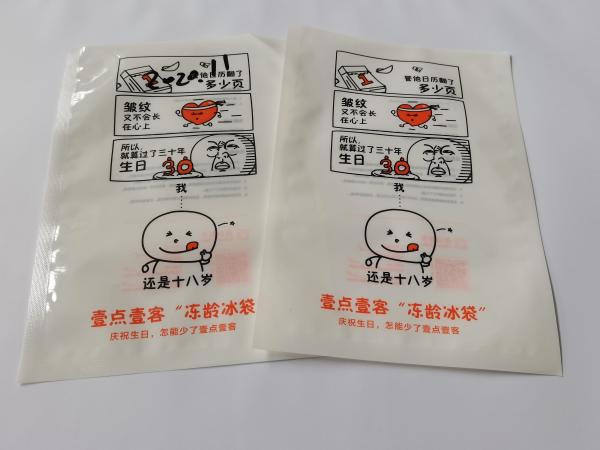 2020.11
管他日历翻了
多少页
皱纹
又不会长
在心上
所以,
就算过了三十年
生日
30
我
还是十八岁
壹点壹客“冻龄冰袋
庆祝生日，怎能少了壹点壹客
1
管他日历翻了
多少页
皱纹
又不会长
在心上
所以,
就算过了三十年
生日
30
我
还是十八岁
壹点壹客“冻龄冰袋”
庆祝生日，怎能少了壹点壹客